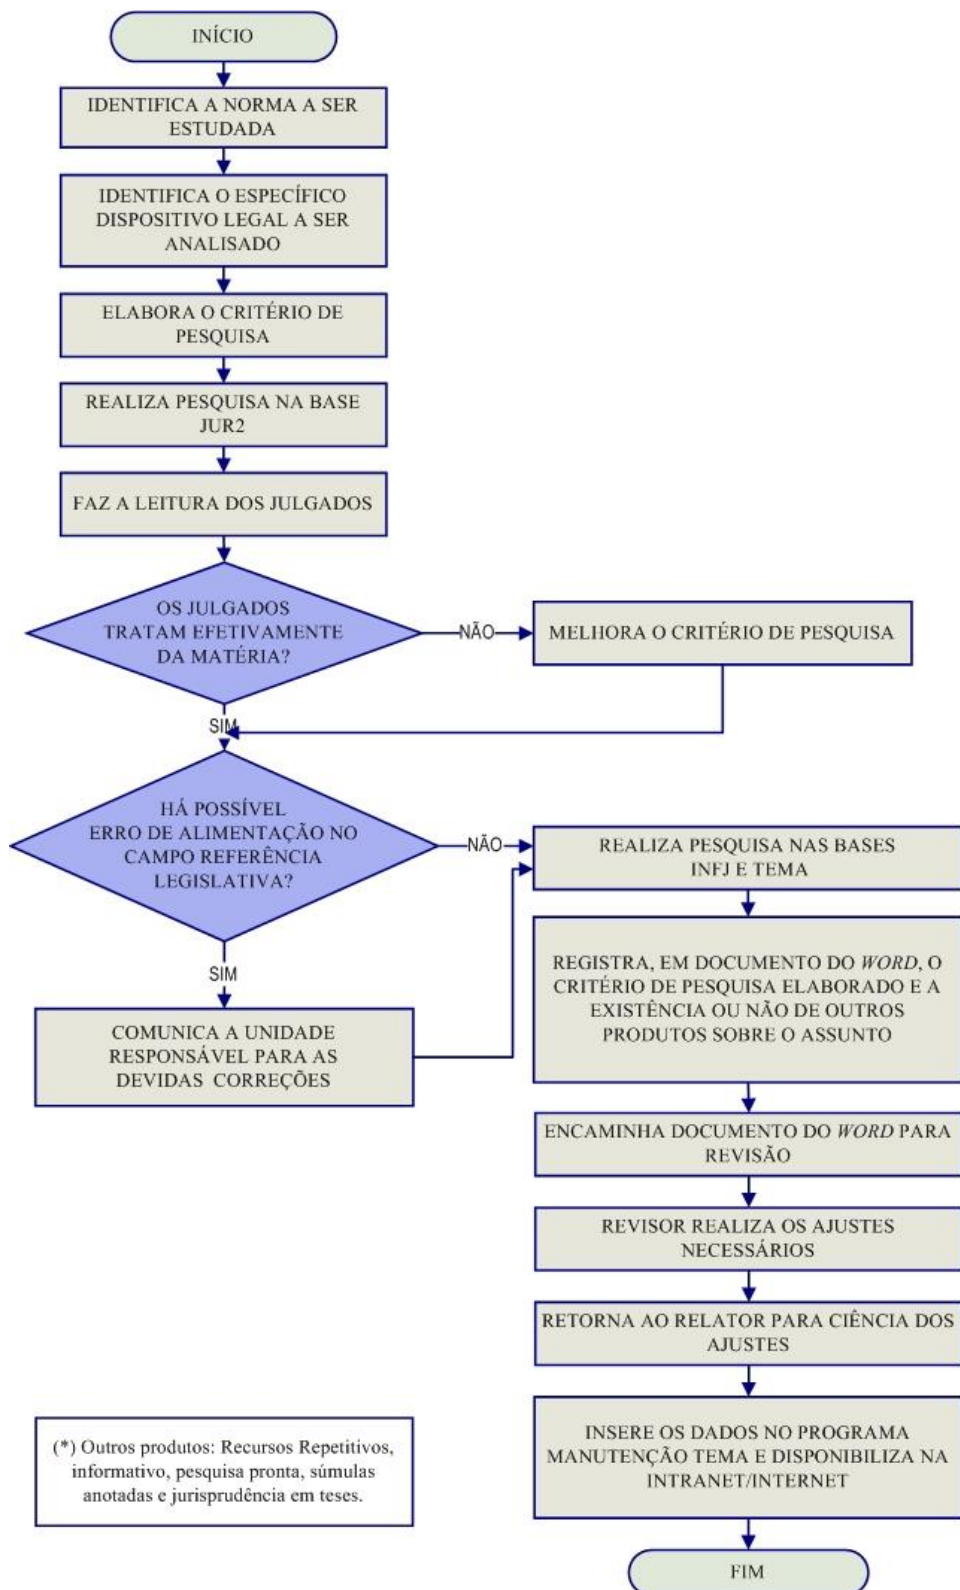 INÍCIO
IDENTIFICA A NORMA A SER
ESTUDADA
IDENTIFICA O ESPECÍFICO
DISPOSITIVO LEGAL A SER
ANALISADO
ELABORA O CRITÉRIO DE
PESQUISA
REALIZA PESQUISA NA BASE
JUR2
FAZ A LEITURA DOS JULGADOS
OS JULGADOS
TRATAM EFETIVAMENTE
DA MATÉRIA?
NÃO
MELHORA O CRITÉRIO DE PESQUISA
SIM
HÁ POSSÍVEL
ERRO DE ALIMENTAÇÃO NO
CAMPO REFERÊNCIA
LEGISLATIVA?
NÃO
REALIZA PESQUISA NAS BASES
INFJ E TEMA
SIM
COMUNICA A UNIDADE
RESPONSÁVEL PARA AS
DEVIDAS CORREÇÕES
REGISTRA, EM DOCUMENTO DO WORD, O
CRITÉRIO DE PESQUISA ELABORADO E A
EXISTÊNCIA OU NÃO DE OUTROS
PRODUTOS SOBRE O ASSUNTO
ENCAMINHA DOCUMENTO DO WORD PARA
REVISÃO
REVISOR REALIZA OS AJUSTES
NECESSÁRIOS
RETORNA AO RELATOR PARA CIÊNCIA DOS
AJUSTES
INSERE OS DADOS NO PROGRAMA
MANUTENÇÃO TEMA E DISPONIBILIZA NA
INTRANET/INTERNET
FIM
(*) Outros produtos: Recursos Repetitivos,
informativo, pesquisa pronta, súmulas
anotadas e jurisprudência em teses.